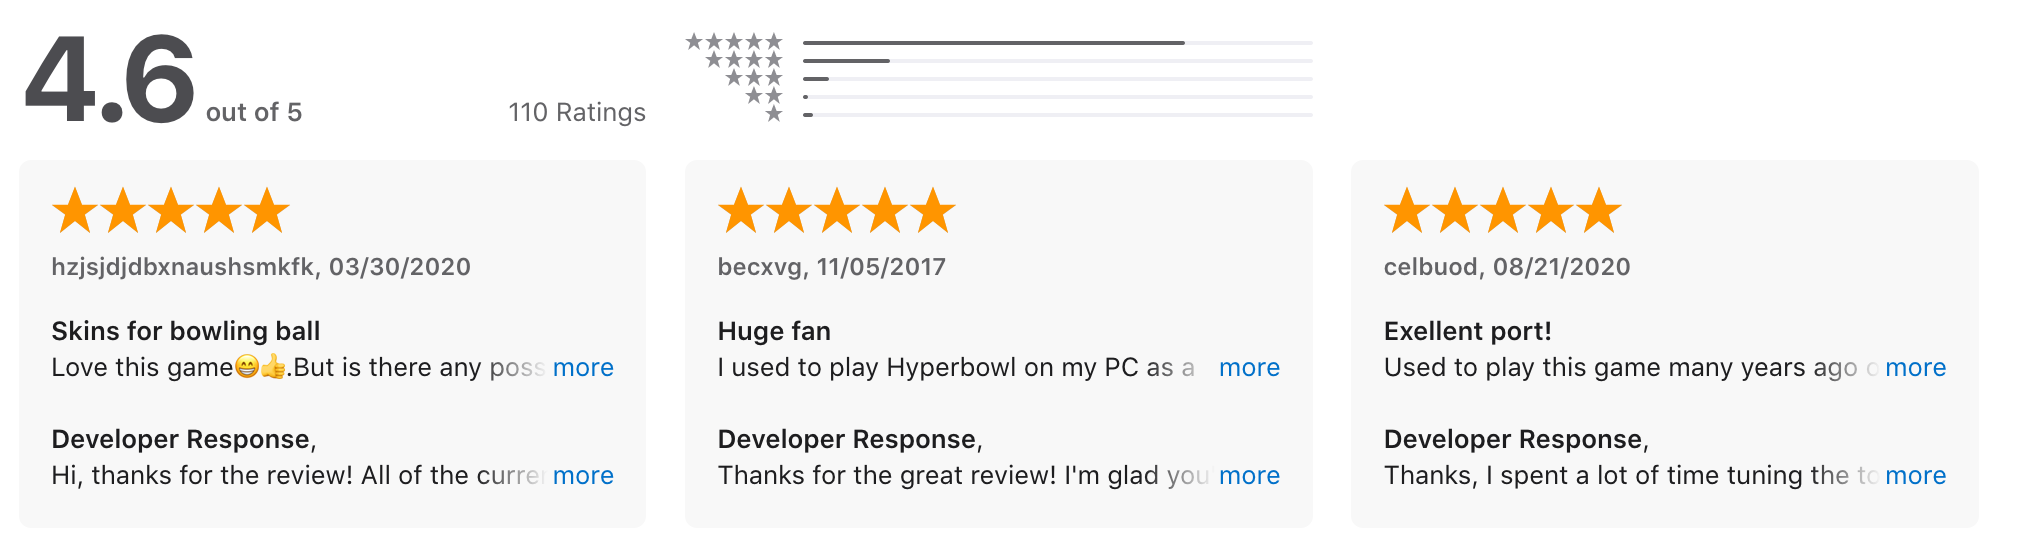 4.6 out of 5
110 Ratings
hzjsjdjdbxnaushsmkfk, 03/30/2020
Skins for bowling ball
Love this game😁👍.But is there any poss more
Developer Response,
Hi, thanks for the review! All of the curre more
becxvg, 11/05/2017
Huge fan
I used to play Hyperbowl on my PC as a more
Developer Response,
Thanks for the great review! I'm glad you more
celbuod, 08/21/2020
Exellent port!
Used to play this game many years ago o more
Developer Response,
Thanks, I spent a lot of time tuning the to more